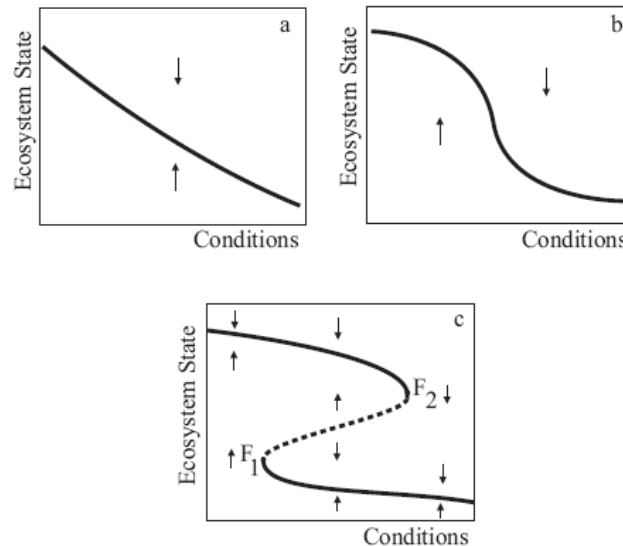 a
Ecosystem State
Conditions
b
Ecosystem State
Conditions
c
Ecosystem State
F2
F1
Conditions